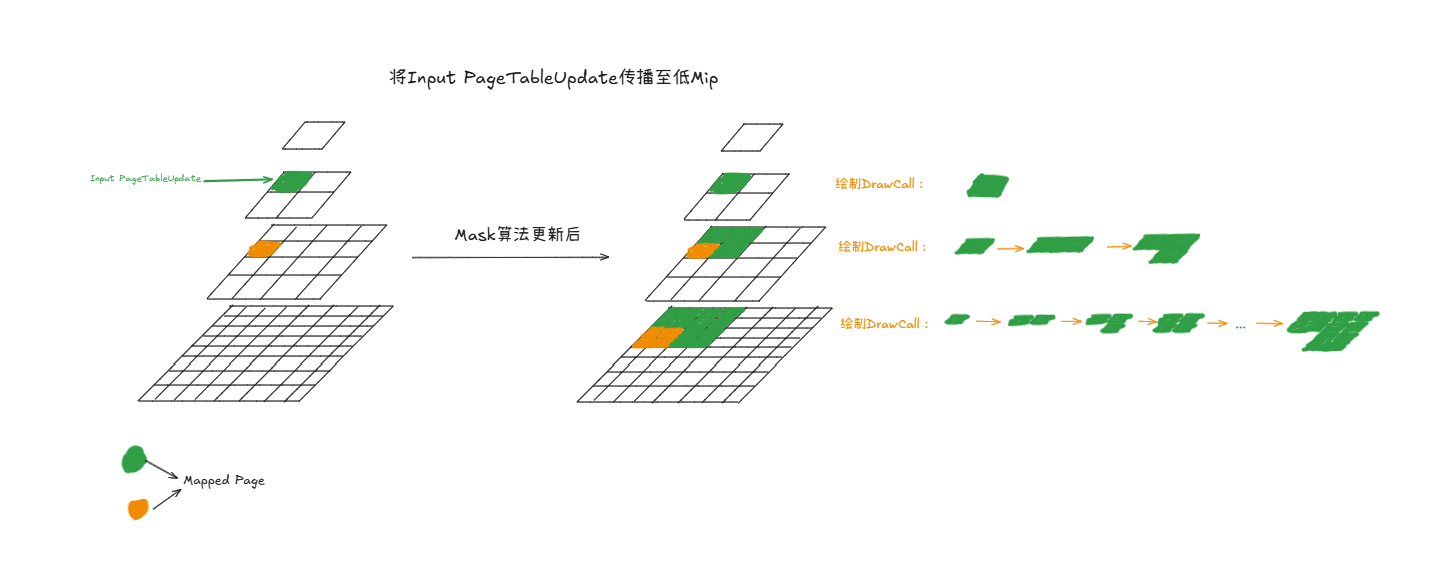 将Input PageTableUpdate传播至低Mip
Input PageTableUpdate
Mask算法更新后
绘制DrawCall：
绘制DrawCall：
绘制DrawCall：
...
Mapped Page